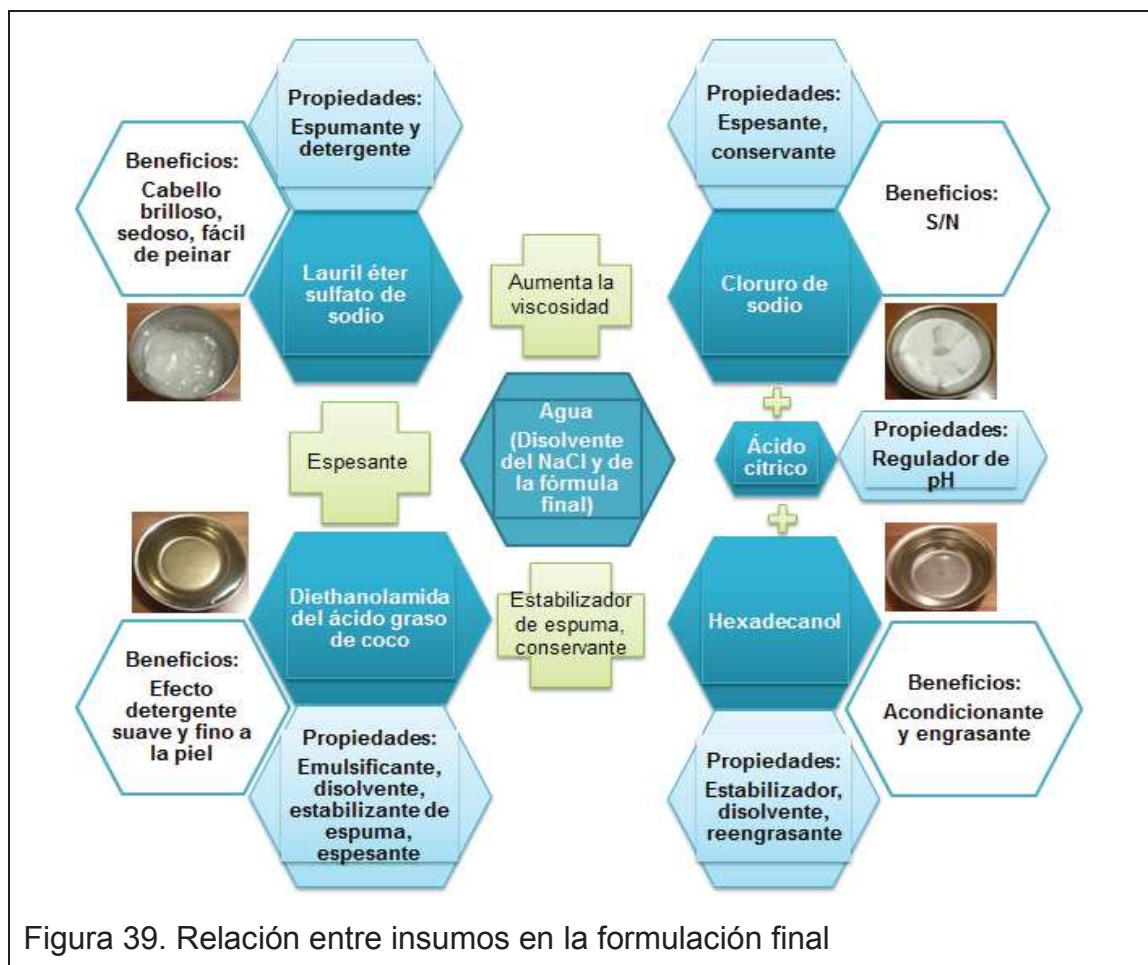 Propiedades:
Espumante y
detergente
Beneficios:
Cabello
brilloso,
sedoso, fácil
de peinar
Lauril éter
sulfato de
sodio
Aumenta la
viscosidad
Propiedades:
Espesante,
conservante
Beneficios:
S/N
Cloruro de
sodio
Espesante
Agua
(Disolvente
del NaCl y de
la fórmula
final)
Ácido
cítrico
Propiedades:
Regulador de
pH
Diethanolamida
del ácido graso
de coco
Estabilizador
de espuma,
conservante
Hexadecanol
Beneficios:
Efecto
detergente
suave y fino a
la piel
Propiedades:
Emulsificante,
disolvente,
estabilizante de
espuma,
espesante
Propiedades:
Estabilizador,
disolvente,
reengrasante
Beneficios:
Acondicionante
y engrasante
Figura 39. Relación entre insumos en la formulación final